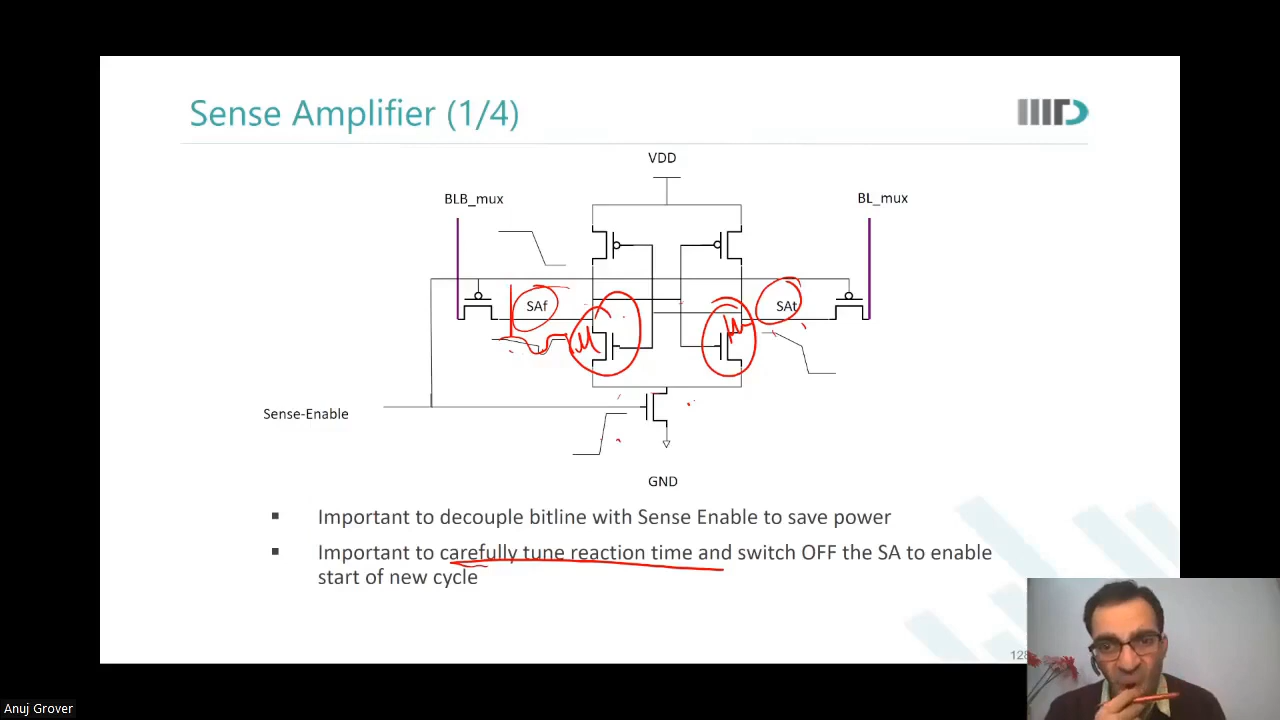 Sense Amplifier (1/4)
VDD
BLB_mux
BL_mux
SAf
SAt
Sense-Enable
GND
▪ Important to decouple bitline with Sense Enable to save power
▪ Important to carefully tune reaction time and switch OFF the SA to enable
start of new cycle
128
Anuj Grover